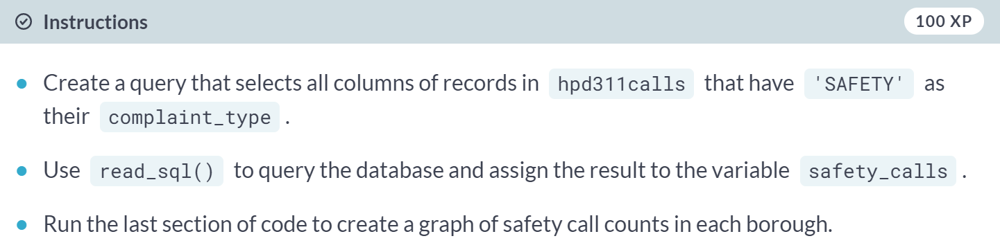 Instructions 100 XP
Create a query that selects all columns of records in hpd311calls that have 'SAFETY' as
their complaint_type .
Use read_sql() to query the database and assign the result to the variable safety_calls .
Run the last section of code to create a graph of safety call counts in each borough.